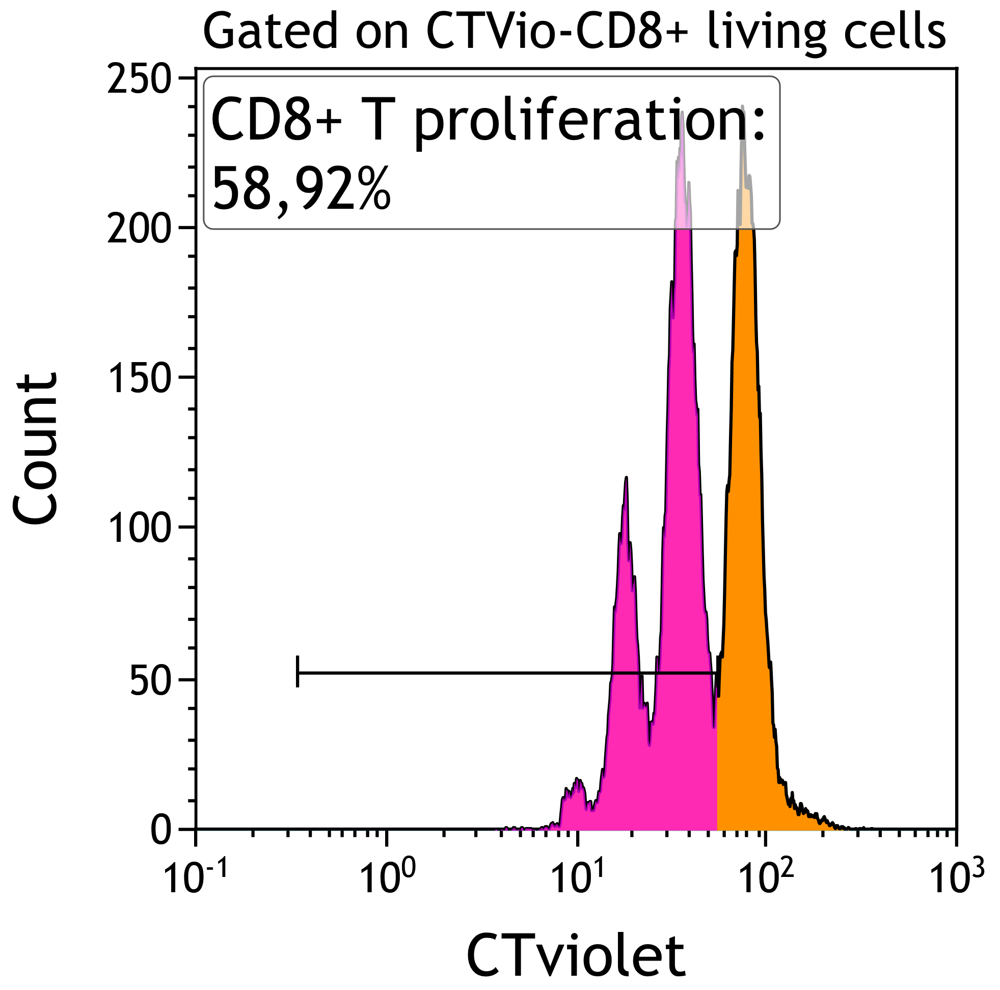 Gated on CTVio-CD8+ living cells
CD8+ T proliferation:
58,92%
Count
250
200
150
100
50
0
10⁻¹ 10⁰ 10¹ 10² 10³
CTviolet